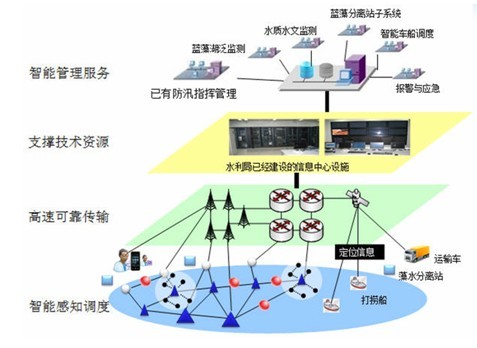 蓝藻分离站子系统
水质水文监测
蓝藻湖泛监测
智能车船调度
智能管理服务
已有防汛指挥管理
报警与应急
支撑技术资源
水利局已经建设的信息中心设施
高速可靠传输
定位信息
运输车
藻水分离站
打捞船
智能感知调度